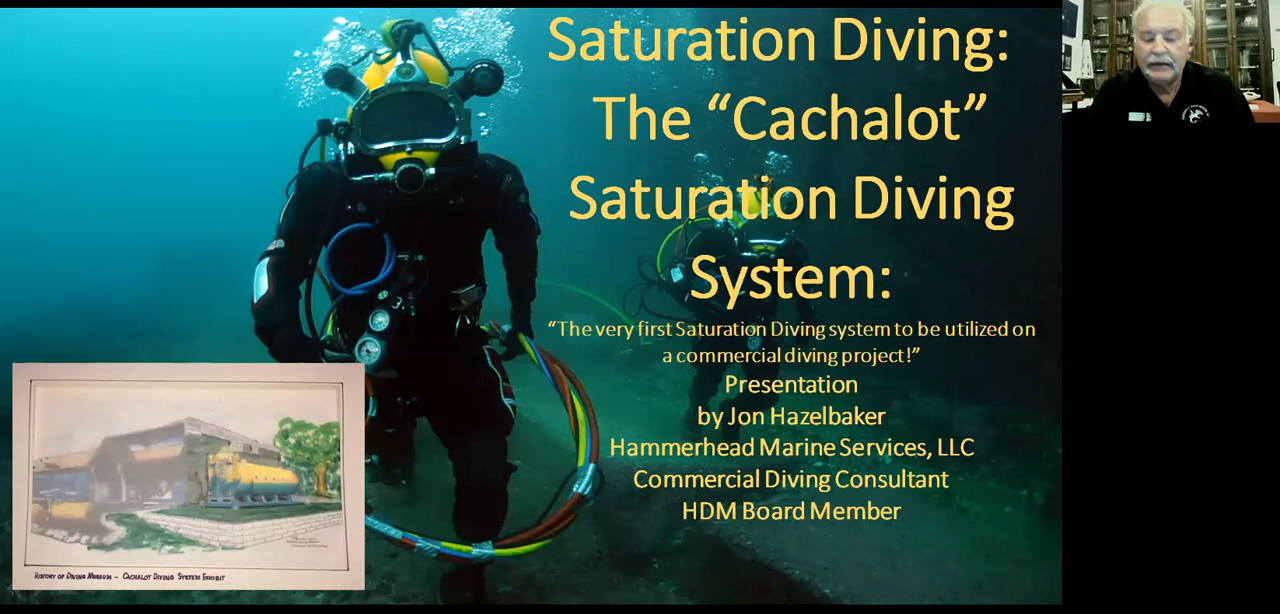 Saturation Diving:
The “Cachalot”
Saturation Diving
System:
“The very first Saturation Diving system to be utilized on
a commercial diving project!”
Presentation
by Jon Hazelbaker
Hammerhead Marine Services, LLC
Commercial Diving Consultant
HDM Board Member
History of Diving Museum – Cachalot Diving System Exhibit